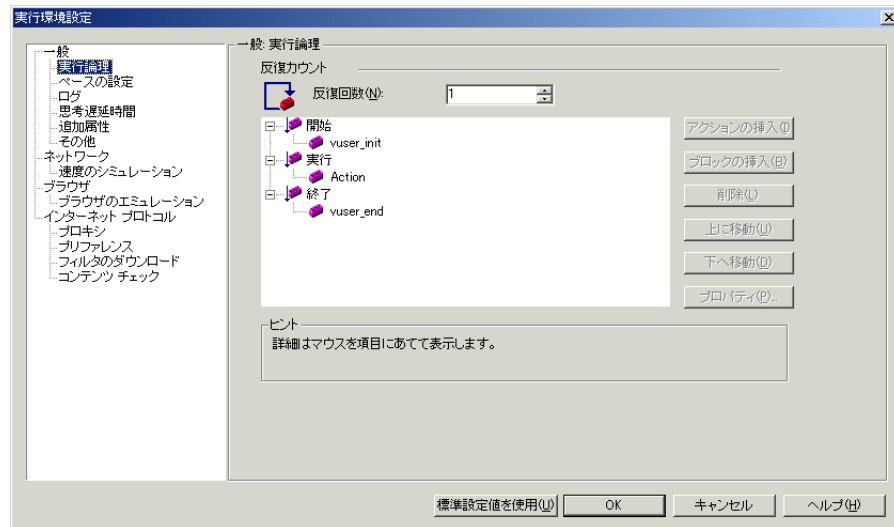 実行環境設定
一般
実行論理
ペースの設定
ログ
思考遅延時間
追加属性
その他
ネットワーク
速度のシミュレーション
ブラウザ
ブラウザのエミュレーション
インターネット プロトコル
プロキシ
プリファレンス
フィルタのダウンロード
コンテンツ チェック
一般: 実行論理
反復カウント
反復回数(N):
1
開始
vuser_init
実行
Action
終了
vuser_end
アクションの挿入(I)
ブロックの挿入(B)
削除(L)
上に移動(U)
下へ移動(D)
プロパティ(P)...
ヒント
詳細はマウスを項目にあてて表示します。
標準設定値を使用(U)
OK
キャンセル
ヘルプ(H)